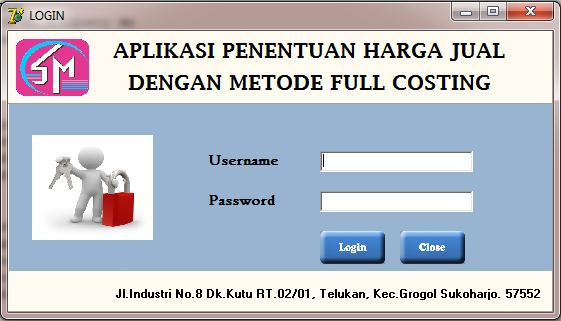 LOGIN
SM
APLIKASI PENENTUAN HARGA JUAL
DENGAN METODE FULL COSTING
Username
Password
Login
Close
Jl.Industri No.8 Dk.Kutu RT.02/01, Telukan, Kec.Grogol Sukoharjo. 57552